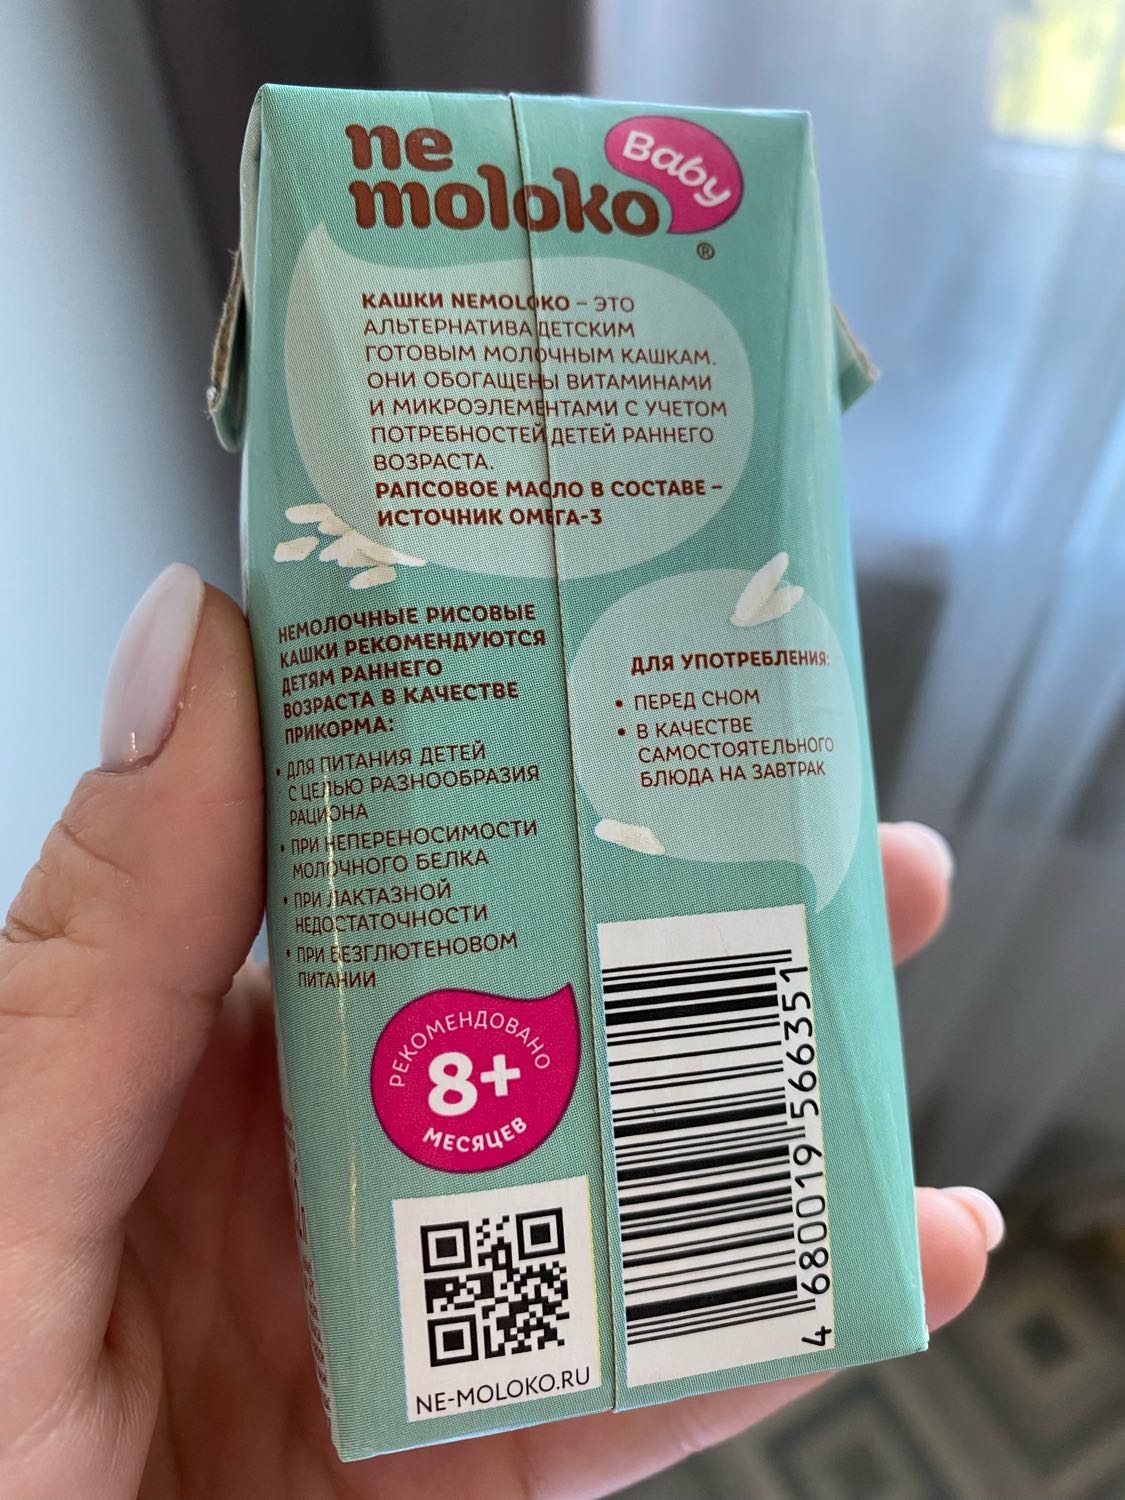 ne
moloko
Baby
®
КАШКИ NEMOLOKO – ЭТО
АЛЬТЕРНАТИВА ДЕТСКИМ
ГОТОВЫМ МОЛОЧНЫМ КАШКАМ.
ОНИ ОБОГАЩЕНЫ ВИТАМИНАМИ
И МИКРОЭЛЕМЕНТАМИ С УЧЕТОМ
ПОТРЕБНОСТЕЙ ДЕТЕЙ РАННЕГО
ВОЗРАСТА.
РАПСОВОЕ МАСЛО В СОСТАВЕ –
ИСТОЧНИК ОМЕГА-3
НЕМОЛОЧНЫЕ РИСОВЫЕ
КАШКИ РЕКОМЕНДУЮТСЯ
ДЕТЯМ РАННЕГО
ВОЗРАСТА В КАЧЕСТВЕ
ПРИКОРМА:
• ДЛЯ ПИТАНИЯ ДЕТЕЙ
С ЦЕЛЬЮ РАЗНООБРАЗИЯ
РАЦИОНА
• ПРИ НЕПЕРЕНОСИМОСТИ
МОЛОЧНОГО БЕЛКА
• ПРИ ЛАКТАЗНОЙ
НЕДОСТАТОЧНОСТИ
• ПРИ БЕЗГЛЮТЕНОВОМ
ПИТАНИИ
ДЛЯ УПОТРЕБЛЕНИЯ:
• ПЕРЕД СНОМ
• В КАЧЕСТВЕ
САМОСТОЯТЕЛЬНОГО
БЛЮДА НА ЗАВТРАК
РЕКОМЕНДОВАНО
8+
МЕСЯЦЕВ
NE-MOLOKO.RU
4 680019 566351